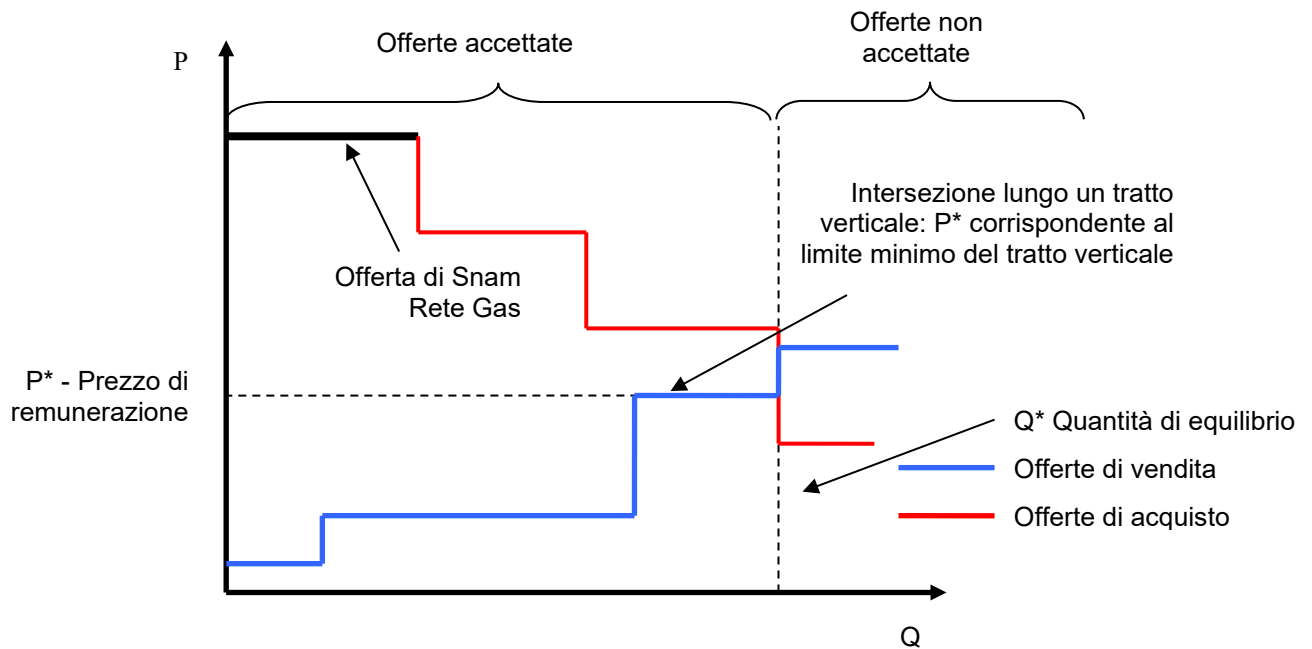 Offerte accettate
Offerte non
accettate
P
Intersezione lungo un tratto
verticale: P* corrispondente al
limite minimo del tratto verticale
Offerta di Snam
Rete Gas
P* - Prezzo di
remunerazione
Q* Quantità di equilibrio
Offerte di vendita
Offerte di acquisto
Q